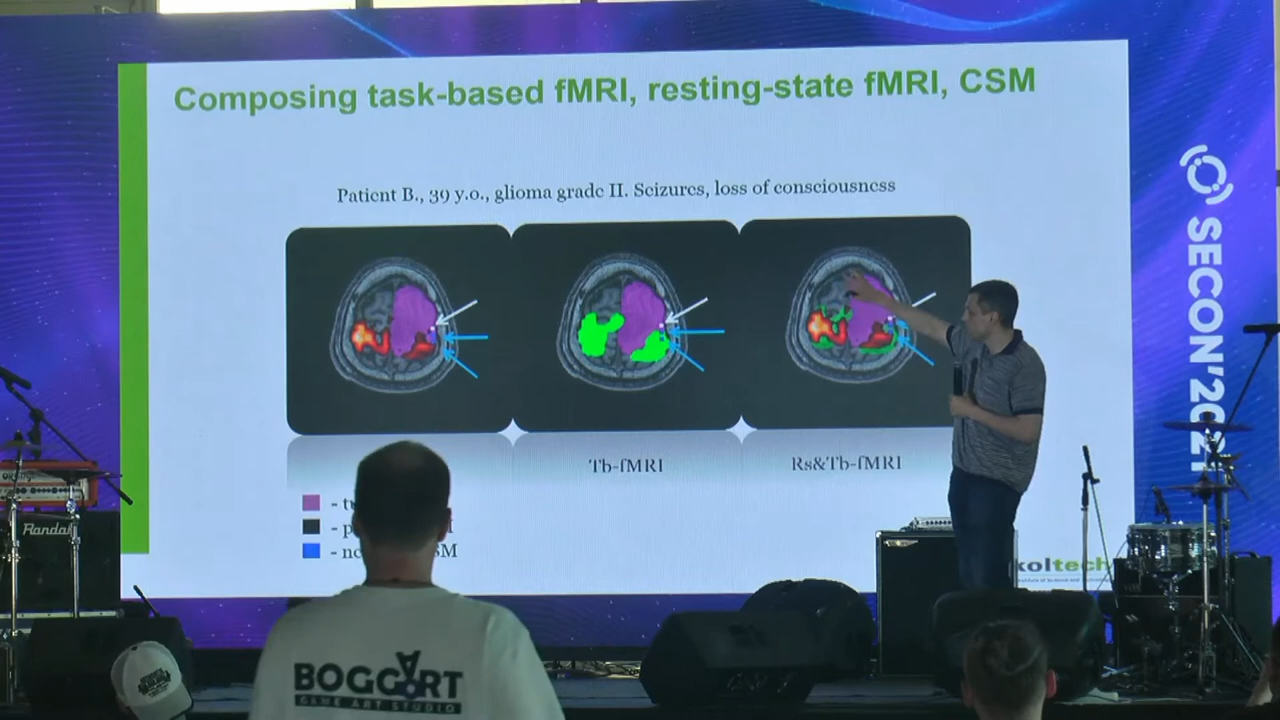 Composing task-based fMRI, resting-state fMRI, CSM
Patient B., 39 y.o., glioma grade II. Seizures, loss of consciousness
Tb-fMRI
Rs&Tb-fMRI
SECON'2021
Randall
koltech
BOGGART
GAME ART STUDIO